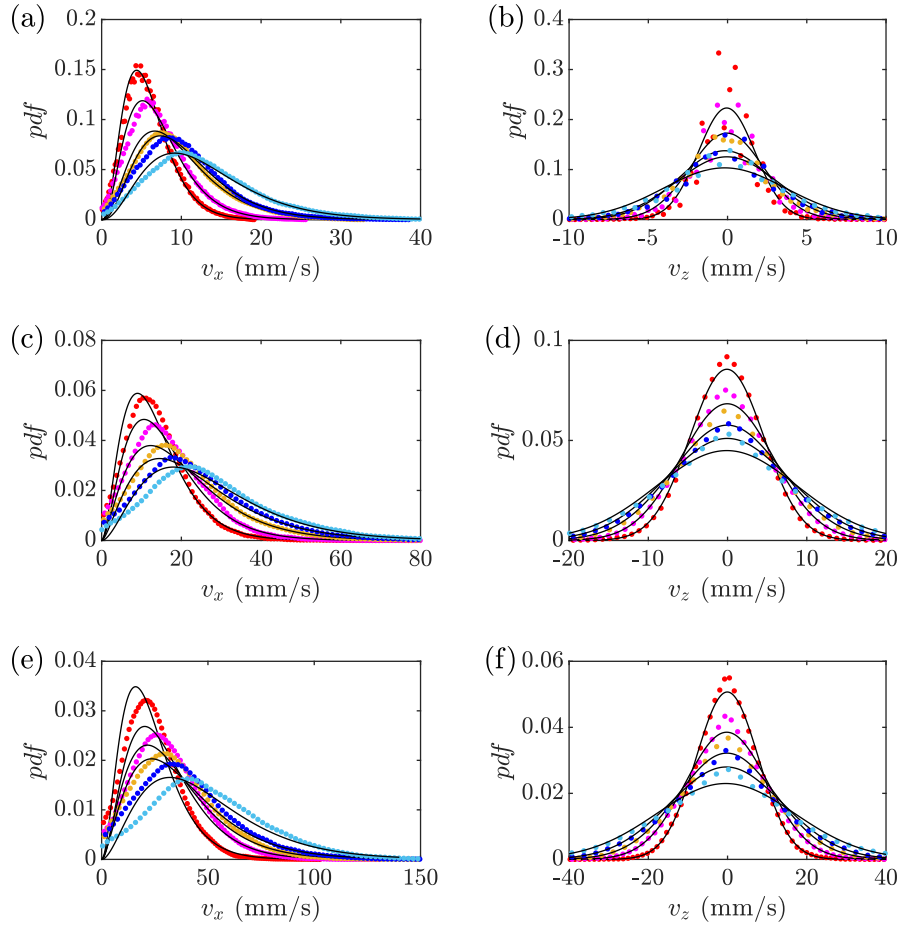 (a)
0.2
0.15
0.1
0.05
0
pdf
0 10 20 30 40
v_x (mm/s)
(b)
0.4
0.3
0.2
0.1
0
pdf
-10 -5 0 5 10
v_z (mm/s)
(c)
0.08
0.06
0.04
0.02
0
pdf
0 20 40 60 80
v_x (mm/s)
(d)
0.1
0.05
0
pdf
-20 -10 0 10 20
v_z (mm/s)
(e)
0.04
0.03
0.02
0.01
0
pdf
0 50 100 150
v_x (mm/s)
(f)
0.06
0.04
0.02
0
pdf
-40 -20 0 20 40
v_z (mm/s)